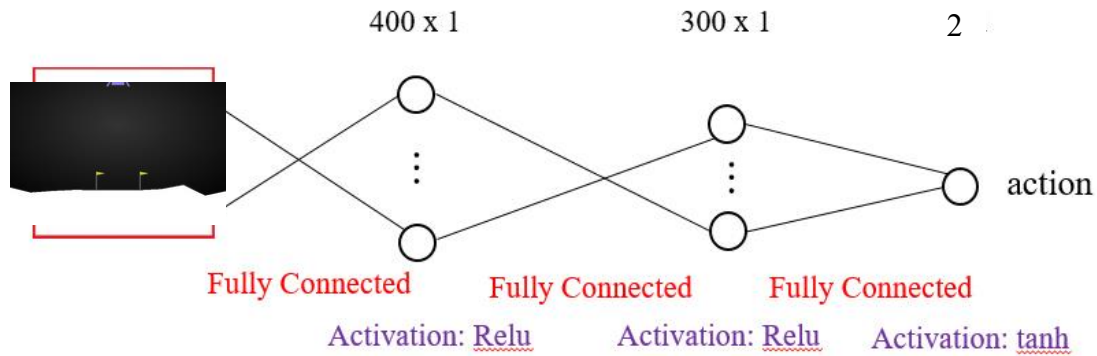 400 x 1
300 x 1
2
action
Fully Connected
Fully Connected
Fully Connected
Activation: Relu
Activation: Relu
Activation: tanh